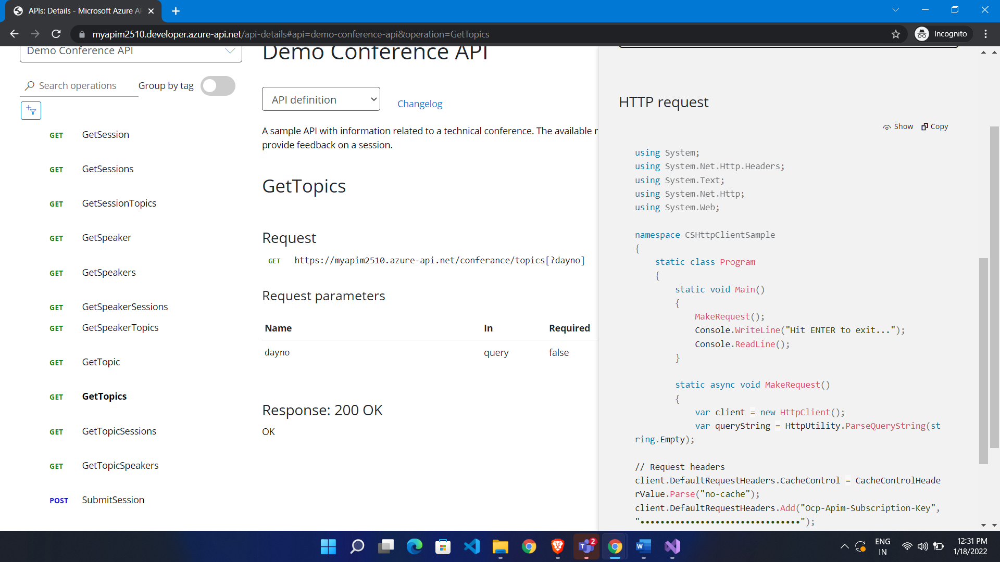 APIs: Details - Microsoft Azure AP
myapim2510.developer.azure-api.net/api-details#api=demo-conference-api&operation=GetTopics
Incognito
Demo Conference API
Search operations
Group by tag
GET GetSession
GET GetSessions
GET GetSessionTopics
GET GetSpeaker
GET GetSpeakers
GET GetSpeakerSessions
GET GetSpeakerTopics
GET GetTopic
GET GetTopics
GET GetTopicSessions
GET GetTopicSpeakers
POST SubmitSession
Demo Conference API
API definition
Changelog
A sample API with information related to a technical conference. The available r
provide feedback on a session.
GetTopics
Request
GET https://myapim2510.azure-api.net/conferance/topics[?dayno]
Request parameters
Name In Required
dayno query false
Response: 200 OK
OK
HTTP request
Show Copy
using System;
using System.Net.Http.Headers;
using System.Text;
using System.Net.Http;
using System.Web;
namespace CSHttpClientSample
{
static class Program
{
static void Main()
{
MakeRequest();
Console.WriteLine("Hit ENTER to exit...");
Console.ReadLine();
}
static async void MakeRequest()
{
var client = new HttpClient();
var queryString = HttpUtility.ParseQueryString(st
ring.Empty);
// Request headers
client.DefaultRequestHeaders.CacheControl = CacheControlHeade
rValue.Parse("no-cache");
client.DefaultRequestHeaders.Add("Ocp-Apim-Subscription-Key",
"••••••••••••••••••••••••••••••••");
2
ENG
IN
12:31 PM
1/18/2022